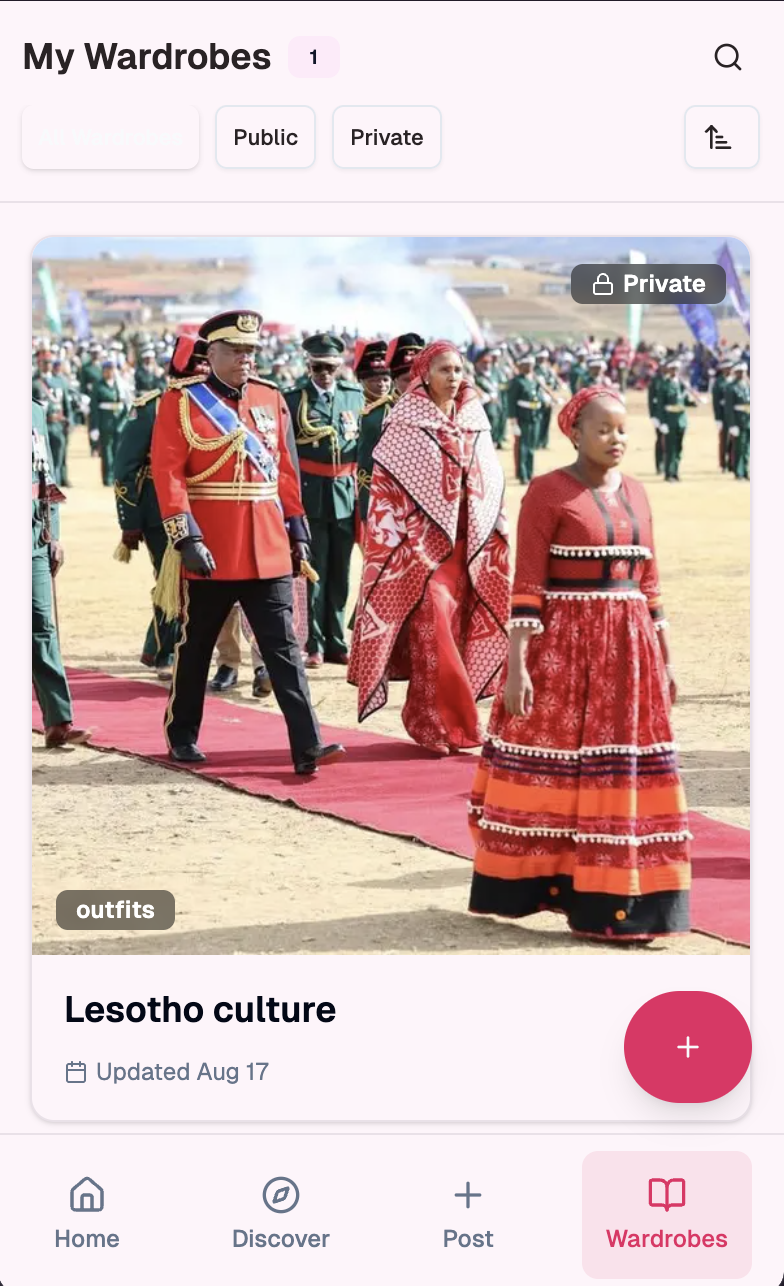 My Wardrobes 1
All Wardrobes Public Private
Private
outfits
Lesotho culture
Updated Aug 17
Home Discover Post Wardrobes